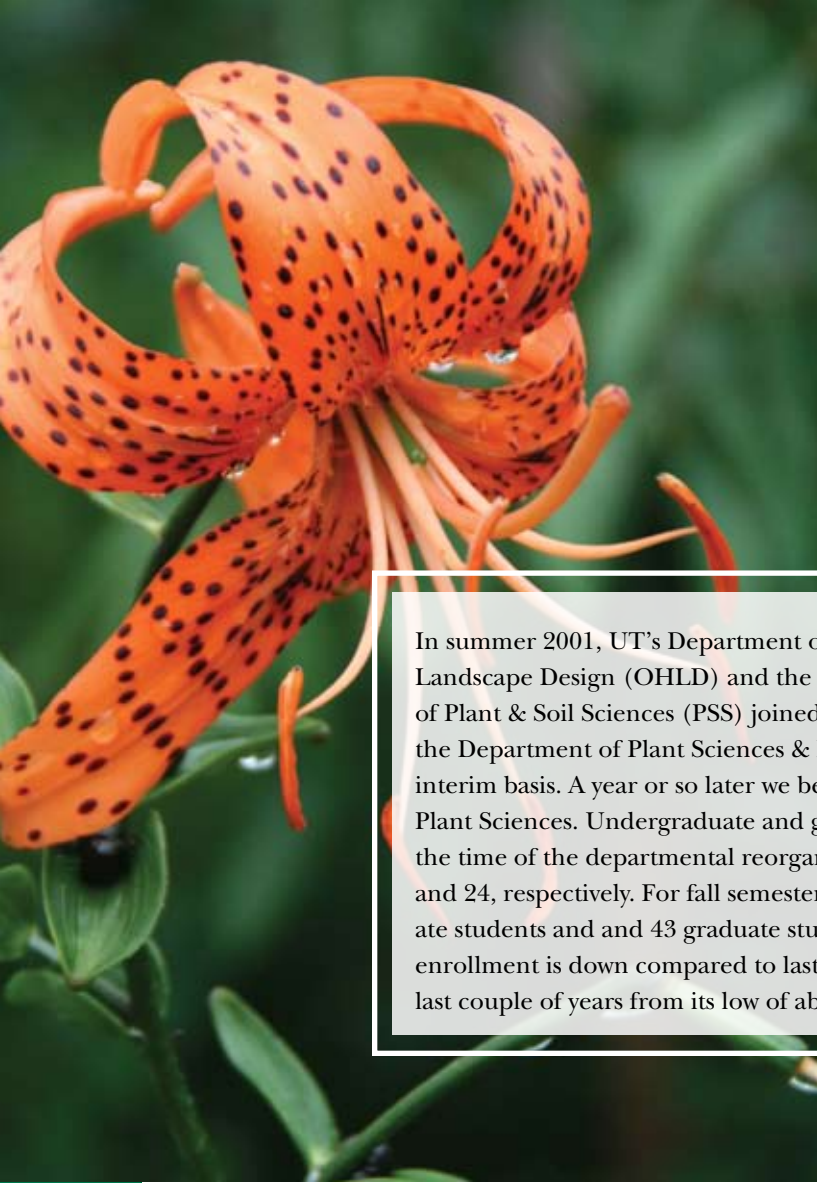 In summer 2001, UT’s Department
Landscape Design (OHLD) and the
of Plant & Soil Sciences (PSS) joined
the Department of Plant Sciences &
interim basis. A year or so later we
Plant Sciences. Undergraduate and
the time of the departmental
and 24, respectively. For fall semester
ate students and and 43 graduate
enrollment is down compared to last
last couple of years from its low of